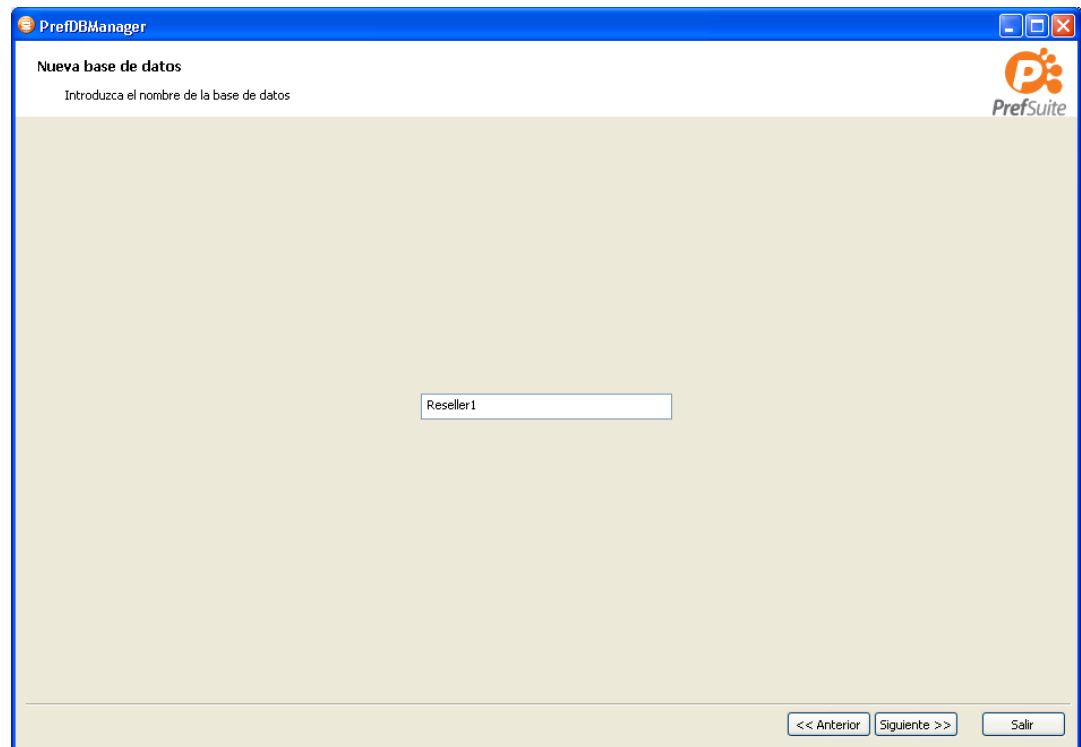 PrefDBManager
Nueva base de datos
Introduzca el nombre de la base de datos
PrefSuite
Reseller1
<< Anterior
Siguiente >>
Salir